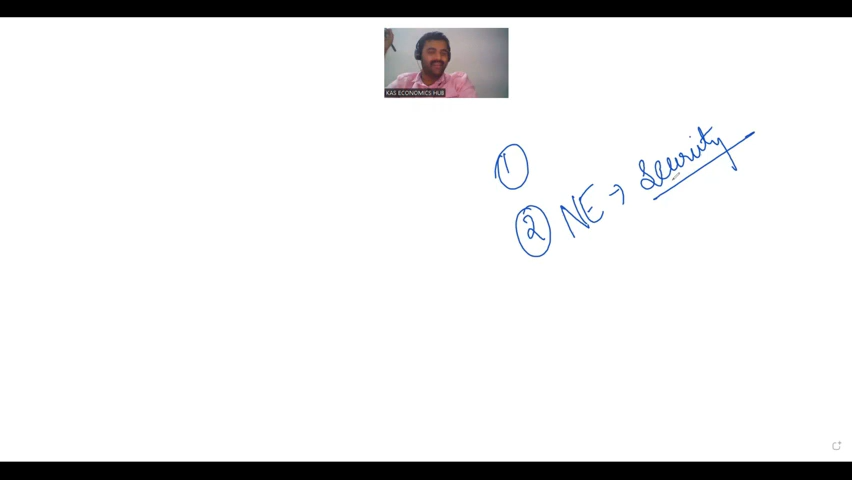 KAS ECONOMICS HUB
①
② NE → Security